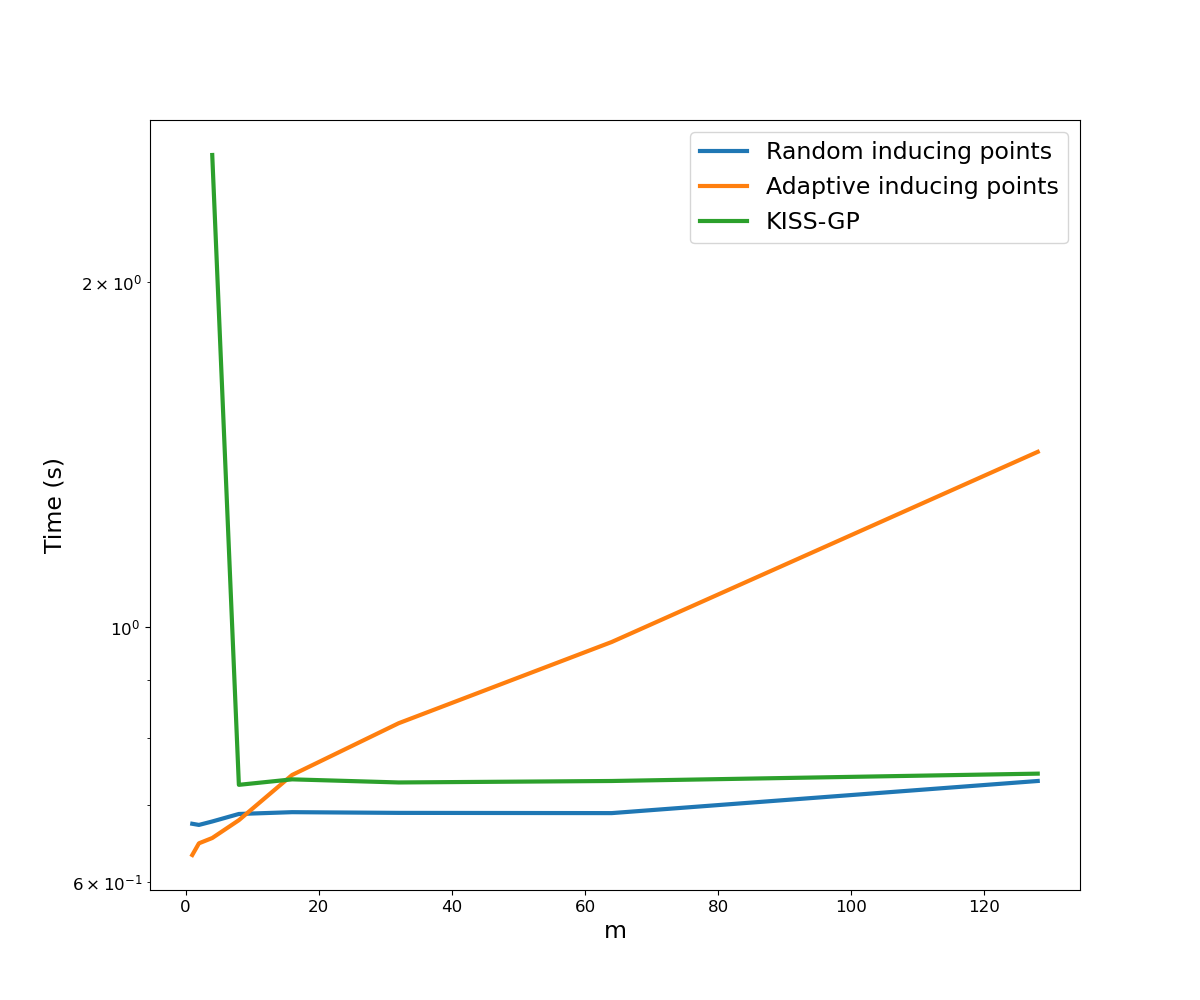 Random inducing points
Adaptive inducing points
KISS-GP
2 × 10⁰
10⁰
6 × 10⁻¹
Time (s)
0 20 40 60 80 100 120
m